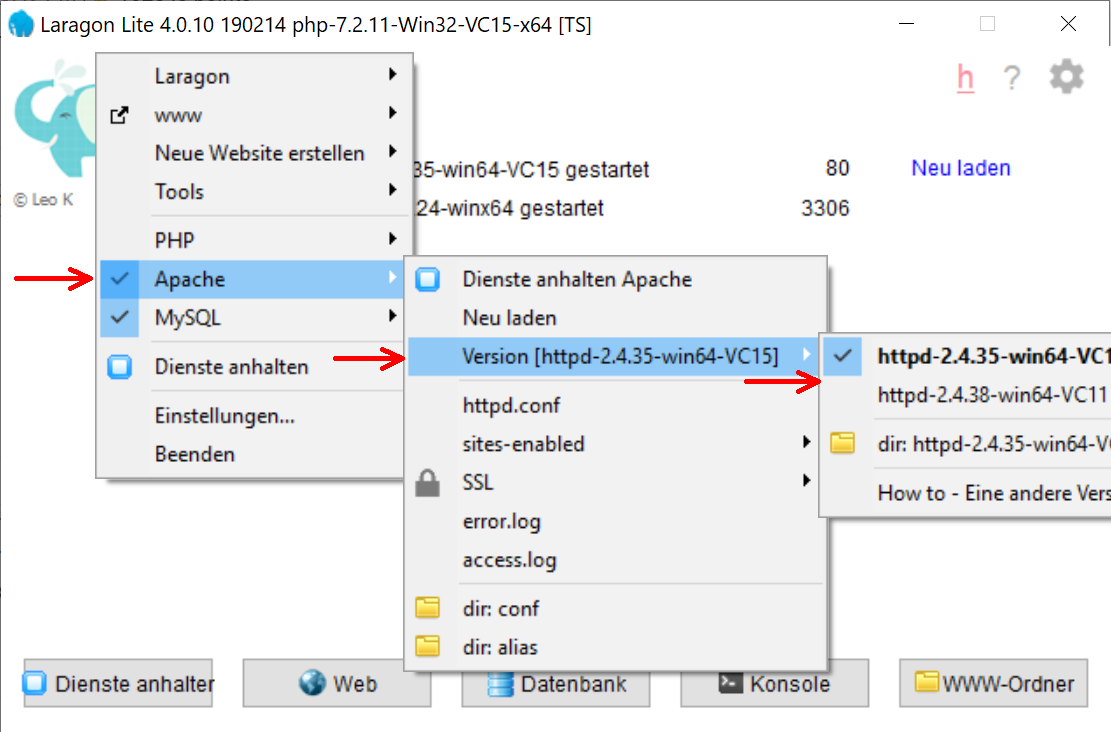 Laragon Lite 4.0.10 190214 php-7.2.11-Win32-VC15-x64 [TS]
h ?
© Leo K
Laragon
www
Neue Website erstellen
Tools
PHP
Apache
MySQL
Dienste anhalten
Einstellungen...
Beenden
35-win64-VC15 gestartet 80 Neu laden
24-winx64 gestartet 3306
Dienste anhalten Apache
Neu laden
Version [httpd-2.4.35-win64-VC15]
httpd.conf
sites-enabled
SSL
error.log
access.log
dir: conf
dir: alias
httpd-2.4.35-win64-VC1
httpd-2.4.38-win64-VC11
dir: httpd-2.4.35-win64-V
How to - Eine andere Vers
Dienste anhalter Web Datenbank Konsole WWW-Ordner